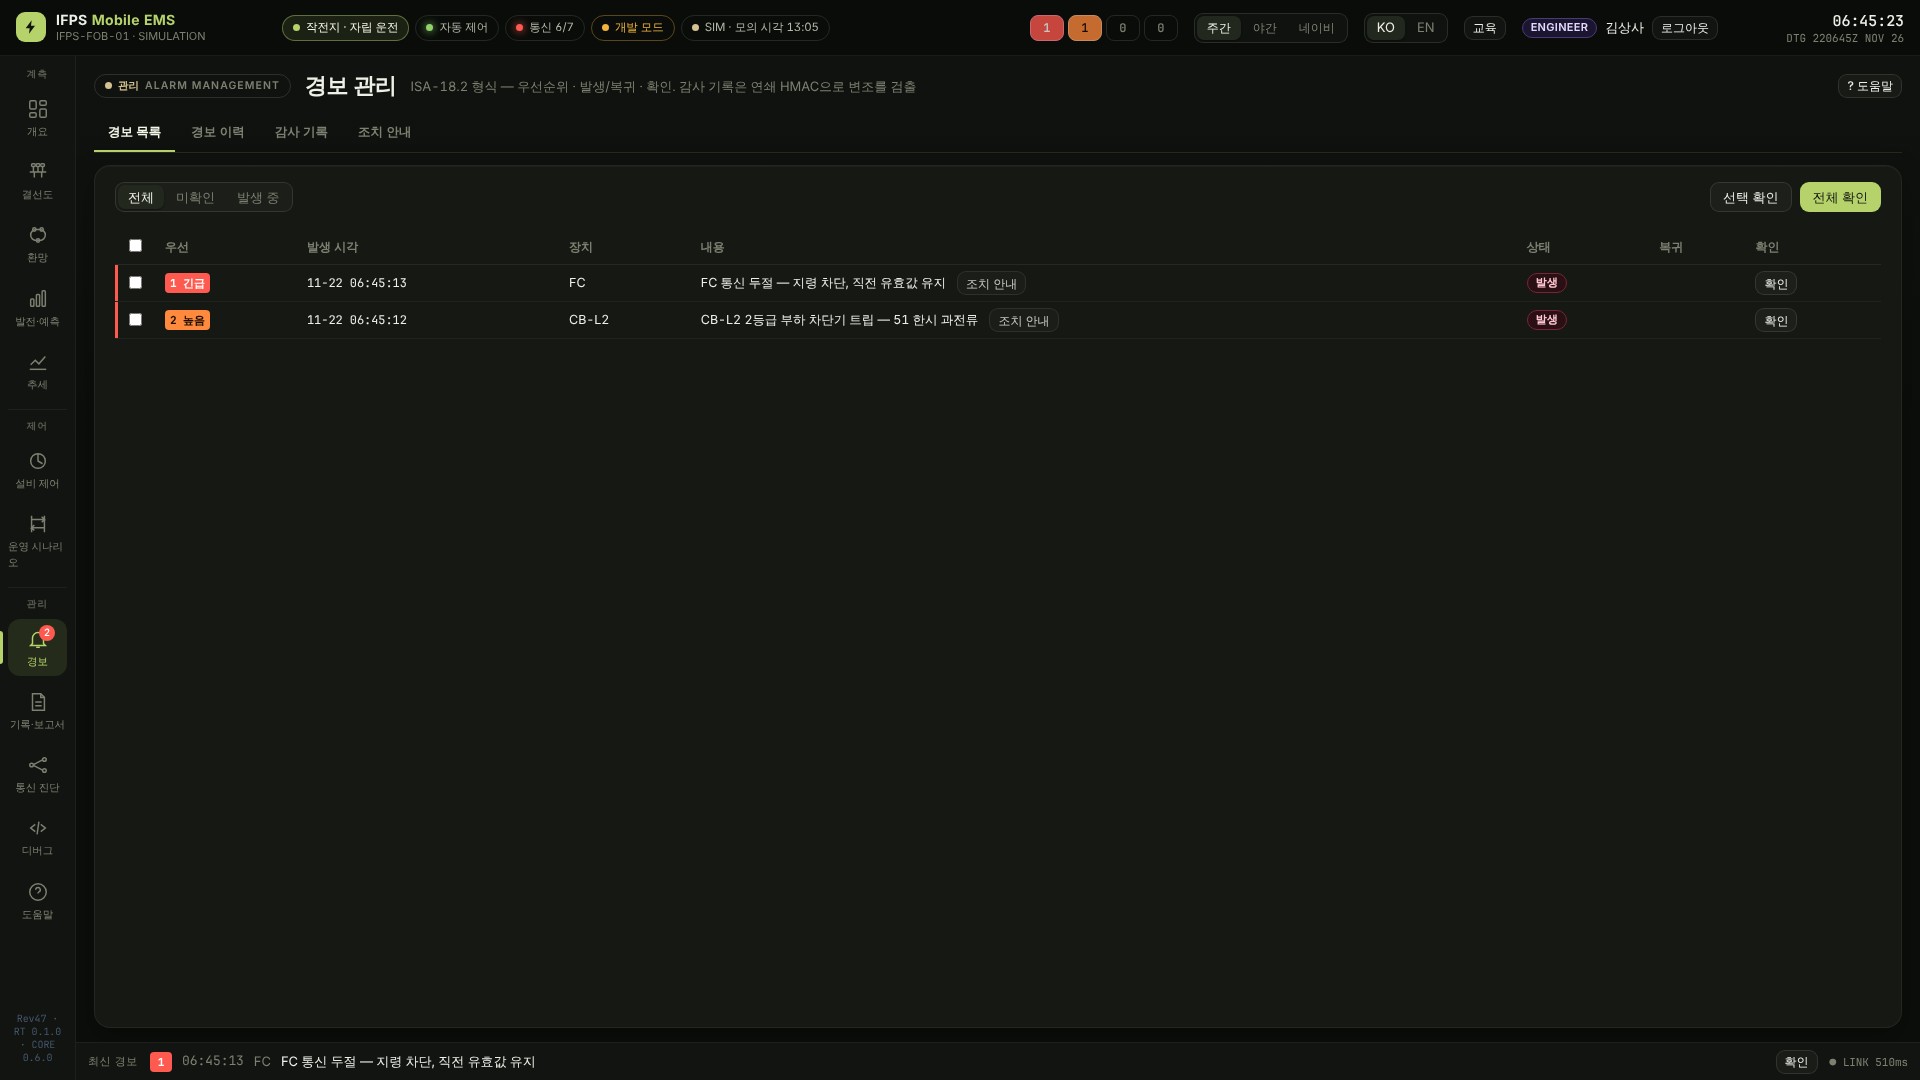 IFPS Mobile EMS
IFPS-FOB-01 · SIMULATION
작전지 · 자립 운전
자동 제어
통신 6/7
개발 모드
SIM · 모의 시각 13:05
1 1 0 0
주간 야간 네이비
KO EN
교육
ENGINEER 김상사 로그아웃
06:45:23
DTG 220645Z NOV 26
계측
개요
결선도
환망
발전·예측
추세
제어
설비 제어
운영 시나리
오
관리
2
경보
기록·보고서
통신 진단
디버그
도움말
Rev47 ·
RT 0.1.0
· CORE
0.6.0
관리 ALARM MANAGEMENT
경보 관리
ISA-18.2 형식 — 우선순위 · 발생/복귀 · 확인. 감사 기록은 연쇄 HMAC으로 변조를 검출
? 도움말
경보 목록 경보 이력 감사 기록 조치 안내
전체 미확인 발생 중
선택 확인 전체 확인
우선 발생 시각 장치 내용 상태 복귀 확인
1 긴급 11-22 06:45:13 FC FC 통신 두절 — 지령 차단, 직전 유효값 유지 조치 안내 발생 확인
2 높음 11-22 06:45:12 CB-L2 CB-L2 2등급 부하 차단기 트립 — 51 한시 과전류 조치 안내 발생 확인
최신 경보 1 06:45:13 FC FC 통신 두절 — 지령 차단, 직전 유효값 유지 확인 LINK 510ms